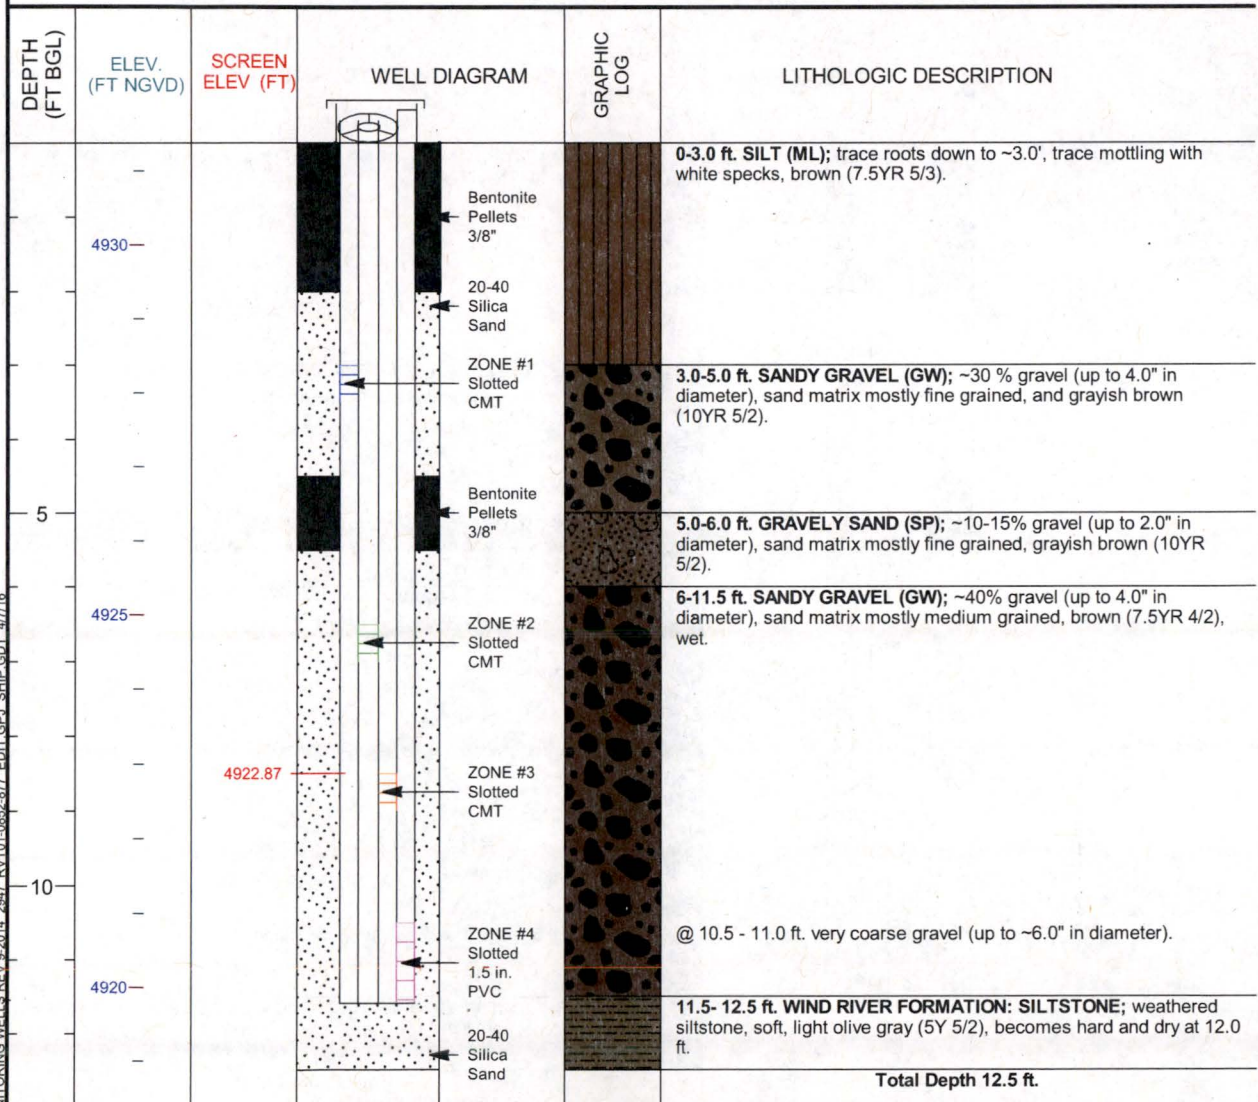 DEPTH
(FT BGL)
ELEV.
(FT NGVD)
SCREEN
ELEV (FT)
WELL DIAGRAM
GRAPHIC
LOG
LITHOLOGIC DESCRIPTION
0-3.0 ft. SILT (ML); trace roots down to ~3.0', trace mottling with
white specks, brown (7.5YR 5/3).
Bentonite
Pellets
3/8"
4930
20-40
Silica
Sand
ZONE #1
Slotted
CMT
3.0-5.0 ft. SANDY GRAVEL (GW); ~30 % gravel (up to 4.0" in
diameter), sand matrix mostly fine grained, and grayish brown
(10YR 5/2).
Bentonite
Pellets
3/8"
5
5.0-6.0 ft. GRAVELY SAND (SP); ~10-15% gravel (up to 2.0" in
diameter), sand matrix mostly fine grained, grayish brown (10YR
5/2).
6-11.5 ft. SANDY GRAVEL (GW); ~40% gravel (up to 4.0" in
diameter), sand matrix mostly medium grained, brown (7.5YR 4/2),
wet.
4925
ZONE #2
Slotted
CMT
4922.87
ZONE #3
Slotted
CMT
10
@ 10.5 - 11.0 ft. very coarse gravel (up to ~6.0" in diameter).
ZONE #4
Slotted
1.5 in.
PVC
4920
11.5- 12.5 ft. WIND RIVER FORMATION: SILTSTONE; weathered
siltstone, soft, light olive gray (5Y 5/2), becomes hard and dry at 12.0
ft.
20-40
Silica
Sand
Total Depth 12.5 ft.